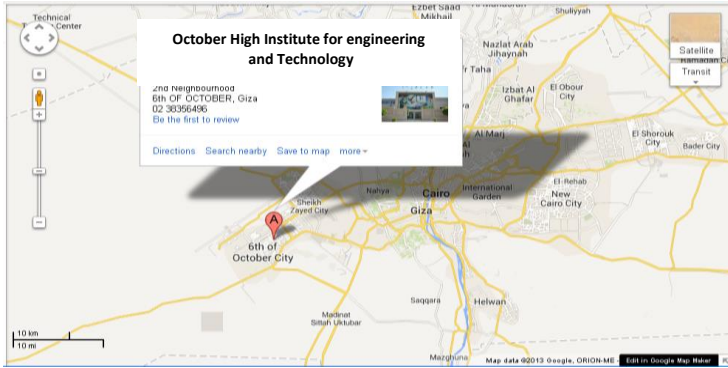 Technical
Center
Ezbet Saad
Mikhail
Shuliyyah
October High Institute for engineering
and Technology
2nd Neighbourhood
6th OF OCTOBER, Giza
02 38356496
Be the first to review
Directions Search nearby Save to map more
Nazlat Arab
Jihaynah
Taha
Izbat Al
Ghafar
El Obour
City
Satellite
Transit
Al Marj
El Shorouk
City
Bader City
Sheikh
Zayed City
Nahya
Cairo
Giza
International
Garden
El-Rehab
New
Cairo City
A
6th of
October City
Saqqara
Helwan
Madinat
Sittah Uktubar
Mazghuna
10 km
10 mi
Map data ©2013 Google, ORION-ME -
Edit in Google Map Maker